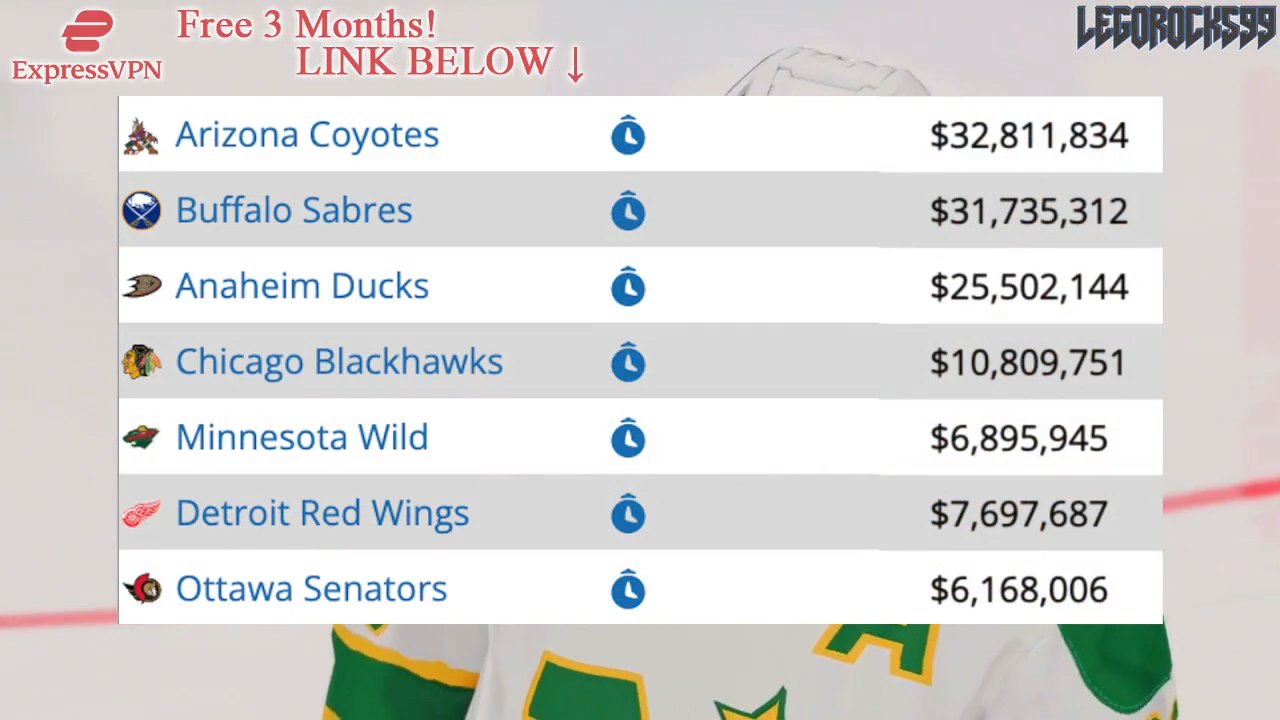 ExpressVPN
Free 3 Months!
LINK BELOW ↓
LEGOROCKS99
Arizona Coyotes $32,811,834
Buffalo Sabres $31,735,312
Anaheim Ducks $25,502,144
Chicago Blackhawks $10,809,751
Minnesota Wild $6,895,945
Detroit Red Wings $7,697,687
Ottawa Senators $6,168,006
A